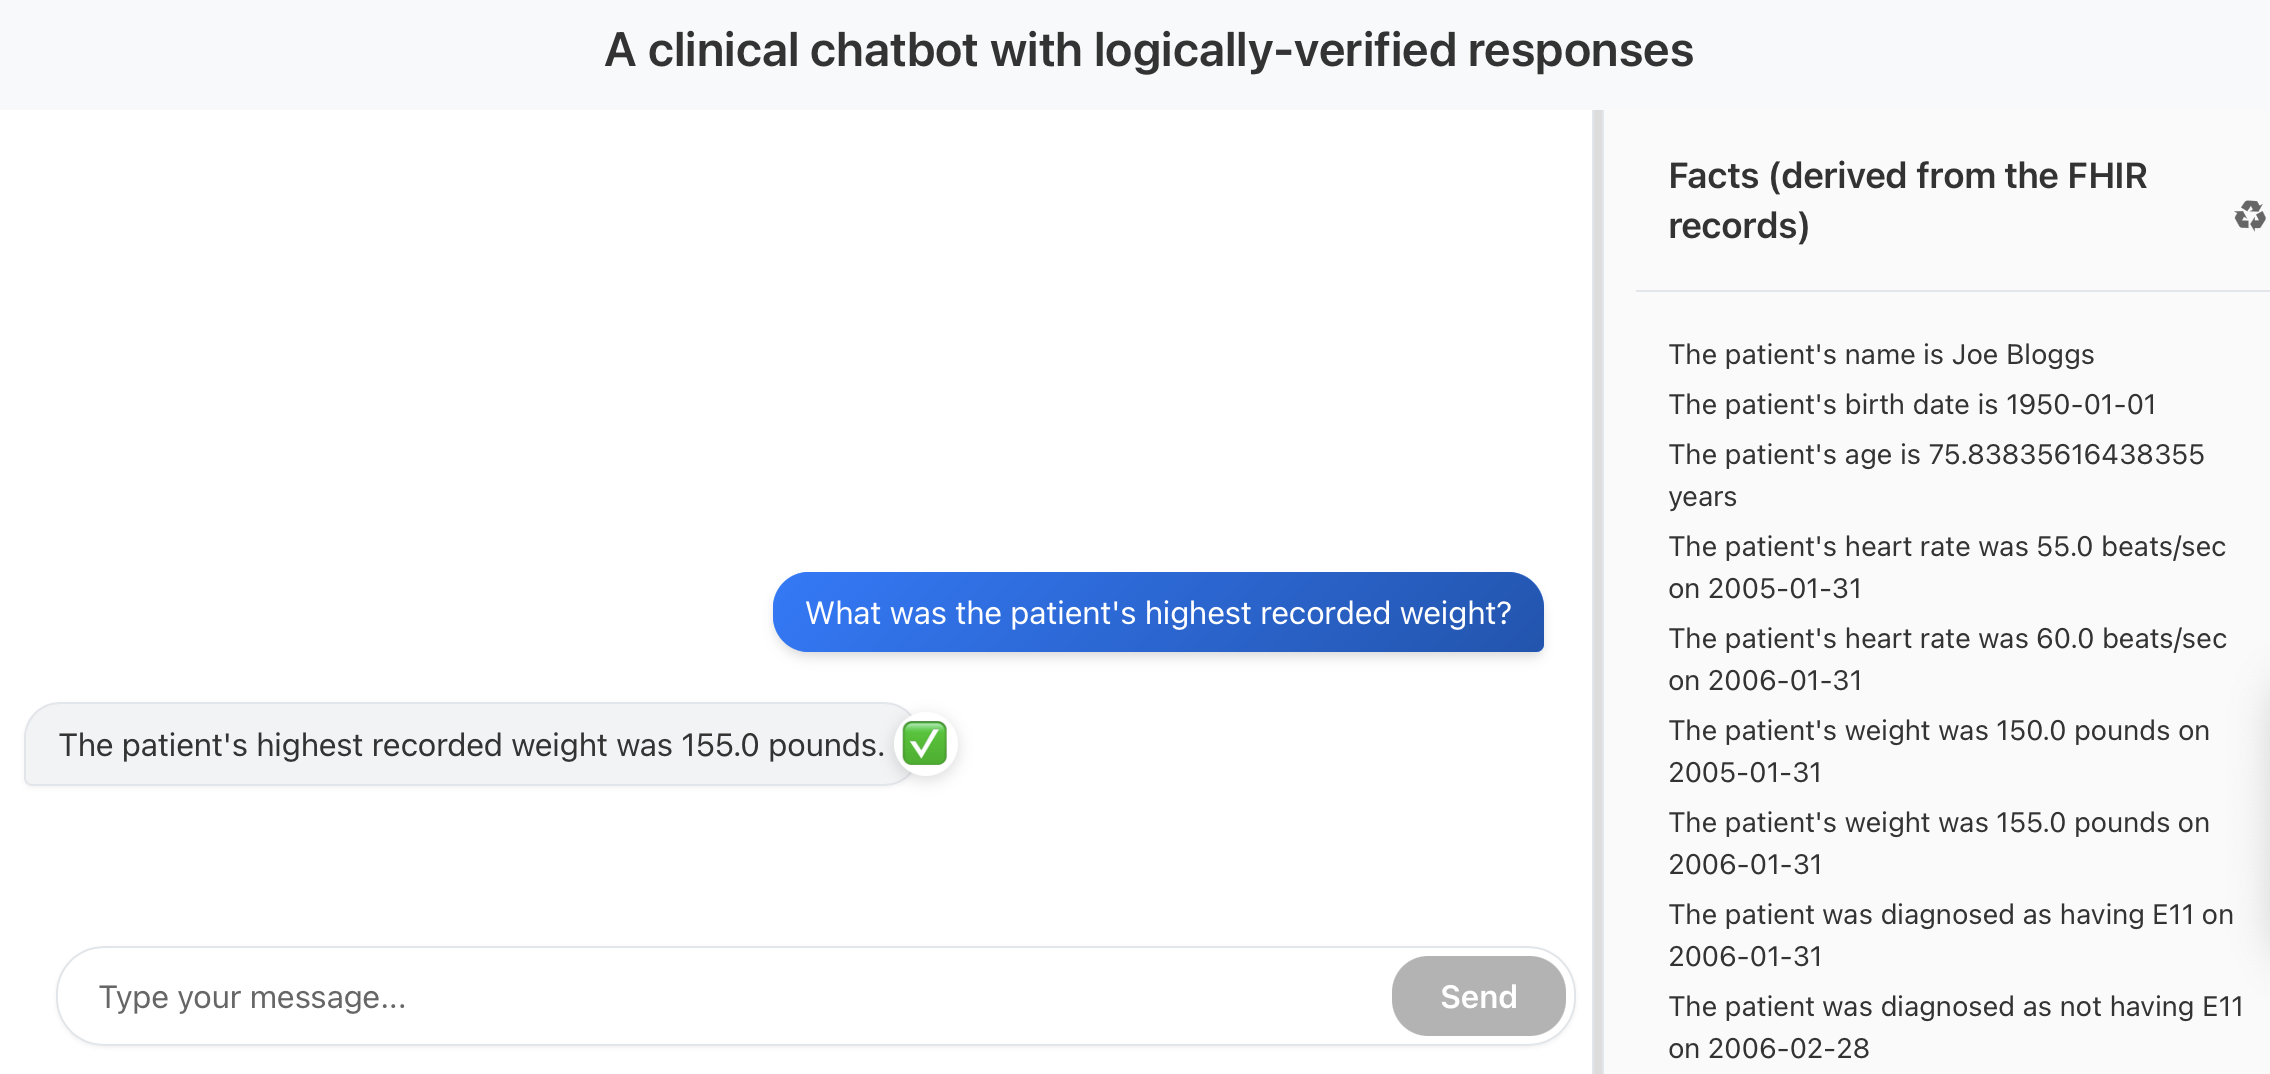 A clinical chatbot with logically-verified responses
What was the patient's highest recorded weight?
The patient's highest recorded weight was 155.0 pounds.
Type your message...
Send
Facts (derived from the FHIR
records)
The patient's name is Joe Bloggs
The patient's birth date is 1950-01-01
The patient's age is 75.83835616438355
years
The patient's heart rate was 55.0 beats/sec
on 2005-01-31
The patient's heart rate was 60.0 beats/sec
on 2006-01-31
The patient's weight was 150.0 pounds on
2005-01-31
The patient's weight was 155.0 pounds on
2006-01-31
The patient was diagnosed as having E11 on
2006-01-31
The patient was diagnosed as not having E11
on 2006-02-28